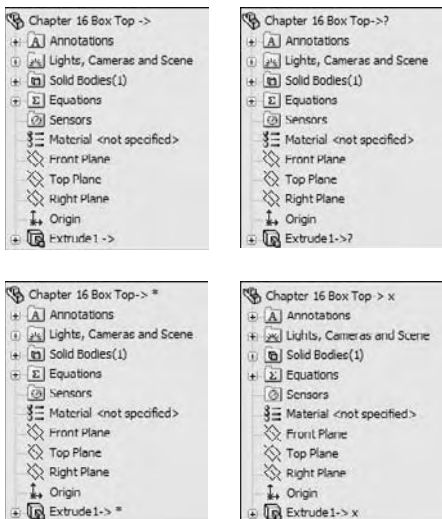 Chapter 16 Box Top ->
Annotations
Lights, Cameras and Scene
Solid Bodies(1)
Equations
Sensors
Material <not specified>
Front Plane
Top Plane
Right Plane
Origin
Extrude1 ->
Chapter 16 Box Top->?
Annotations
Lights, Cameras and Scene
Solid Bodies(1)
Equations
Sensors
Material <not specified>
Front Plane
Top Plane
Right Plane
Origin
Extrude1->?
Chapter 16 Box Top-> *
Annotations
Lights, Cameras and Scene
Solid Bodies(1)
Equations
Sensors
Material <not specified>
Front Plane
Top Plane
Right Plane
Origin
Extrude1-> *
Chapter 16 Box Top-> x
Annotations
Lights, Cameras and Scene
Solid Bodies(1)
Equations
Sensors
Material <not specified>
Front Plane
Top Plane
Right Plane
Origin
Extrude1-> x